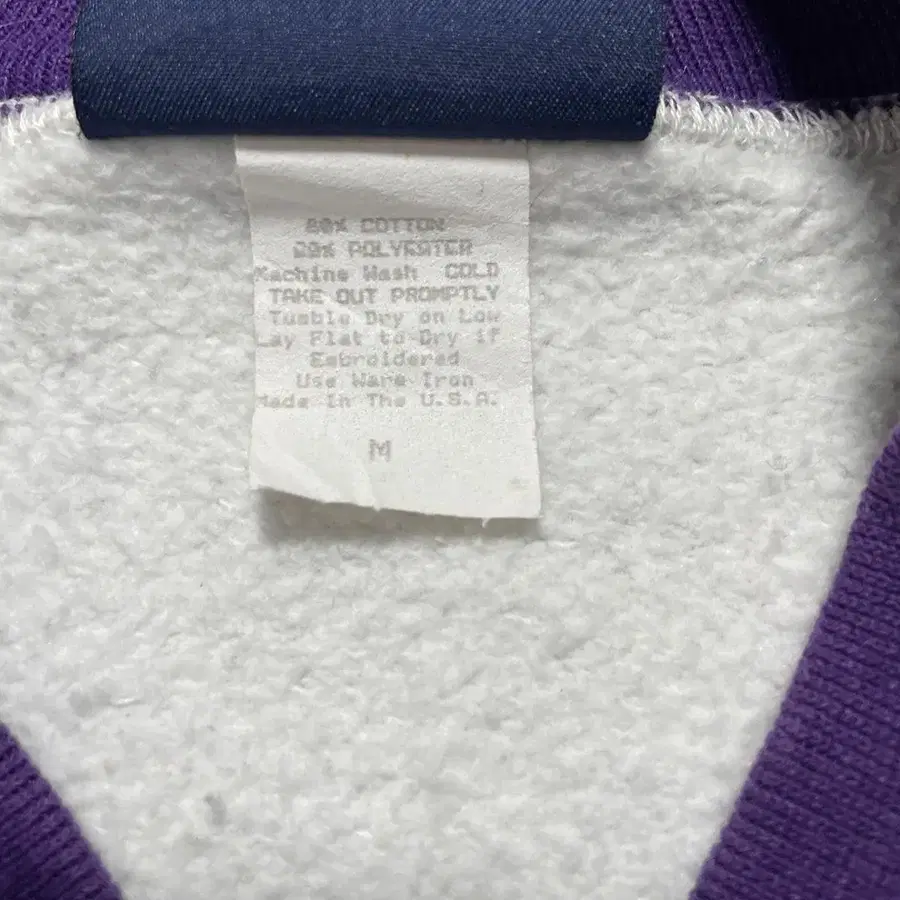 80% COTTON
20% POLYESTER
Machine Wash COLD
TAKE OUT PROMPTLY
Tumble Dry on Low
Lay Flat to Dry if
Embroidered
Use Warm Iron
Made In The U.S.A.
M